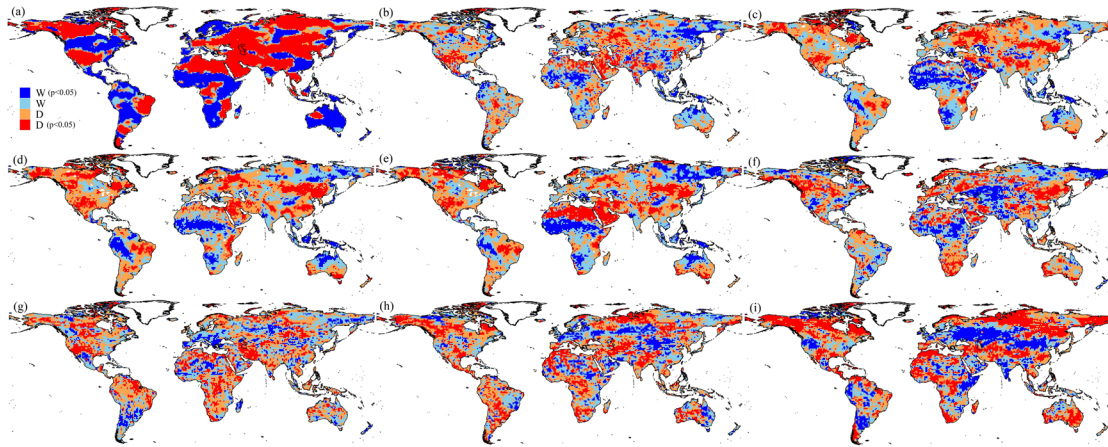 (a)
(b)
(c)
W (p<0.05)
W
D
D (p<0.05)
(d)
(e)
(f)
(g)
(h)
(i)